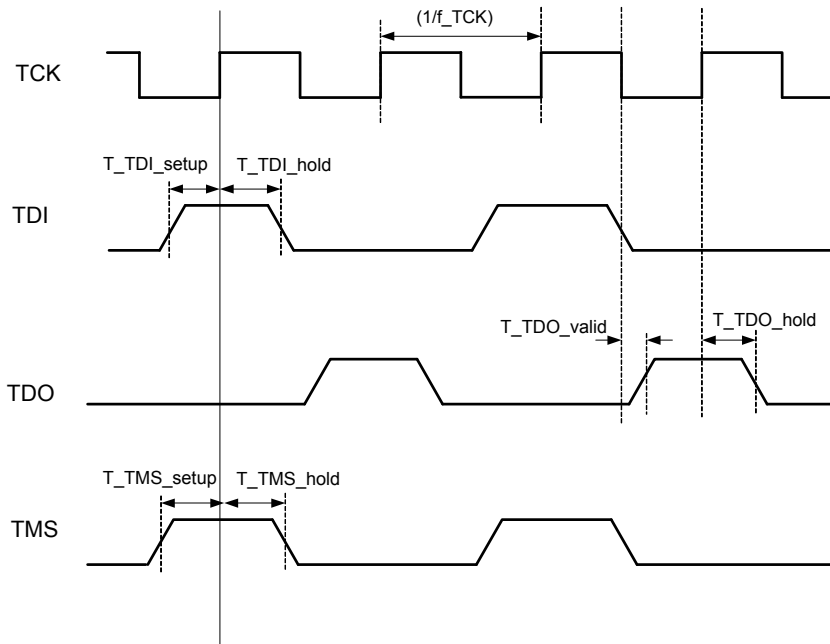 (1/f_TCK)
TCK
T_TDI_setup
T_TDI_hold
TDI
T_TDO_valid
T_TDO_hold
TDO
T_TMS_setup
T_TMS_hold
TMS